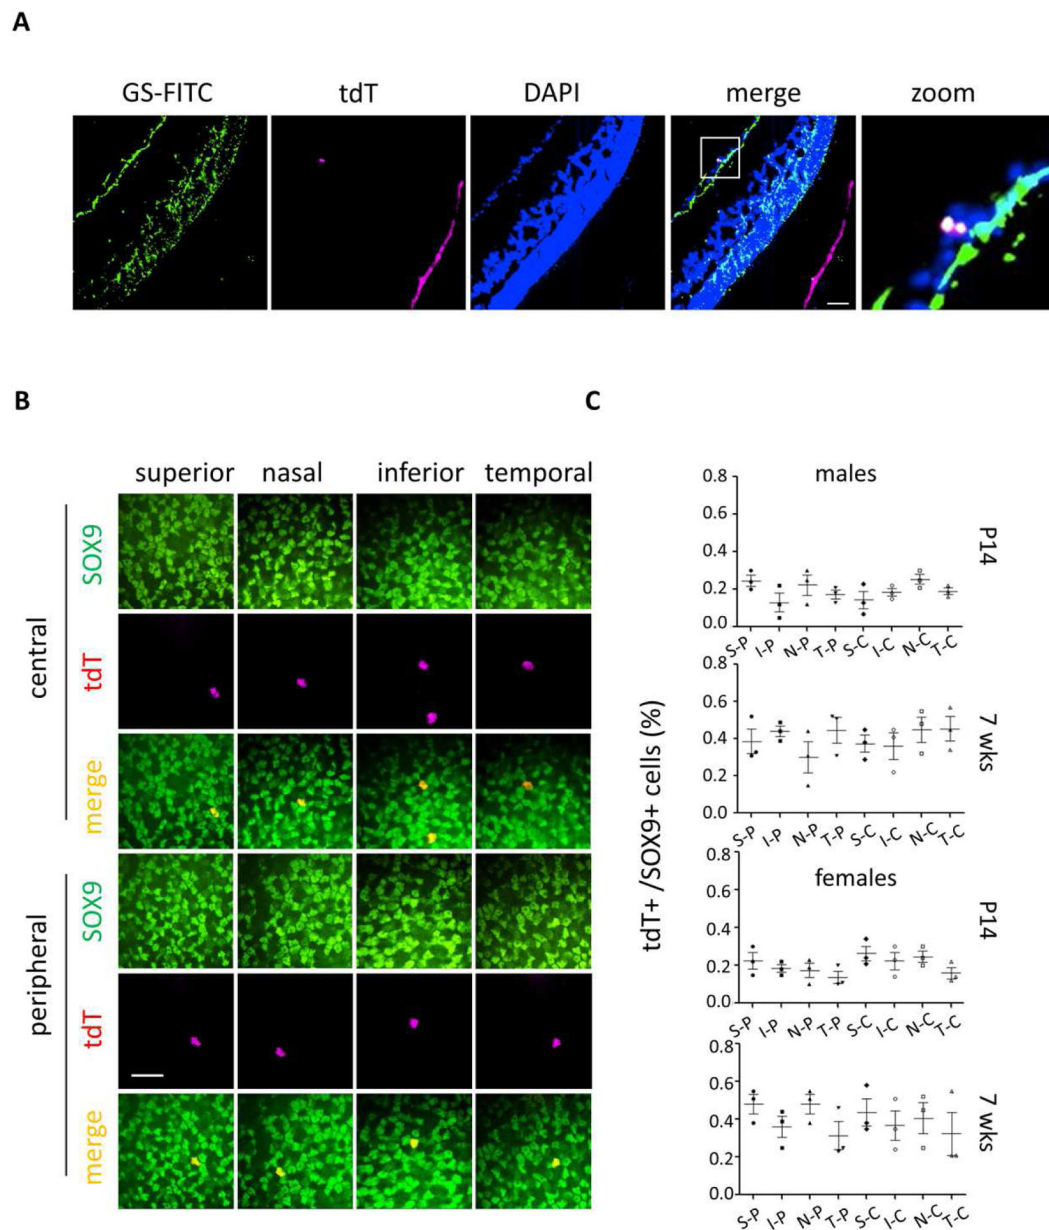 A
GS-FITC tdT DAPI merge zoom
B
superior nasal inferior temporal
central
SOX9
tdT
merge
peripheral
SOX9
tdT
merge
C
tdT+ /SOX9+ cells (%)
males
P14
0.8
0.6
0.4
0.2
0.0
S-P I-P N-P T-P S-C I-C N-C T-C
7 wks
0.8
0.6
0.4
0.2
0.0
S-P I-P N-P T-P S-C I-C N-C T-C
females
P14
0.8
0.6
0.4
0.2
0.0
S-P I-P N-P T-P S-C I-C N-C T-C
7 wks
0.8
0.6
0.4
0.2
0.0
S-P I-P N-P T-P S-C I-C N-C T-C